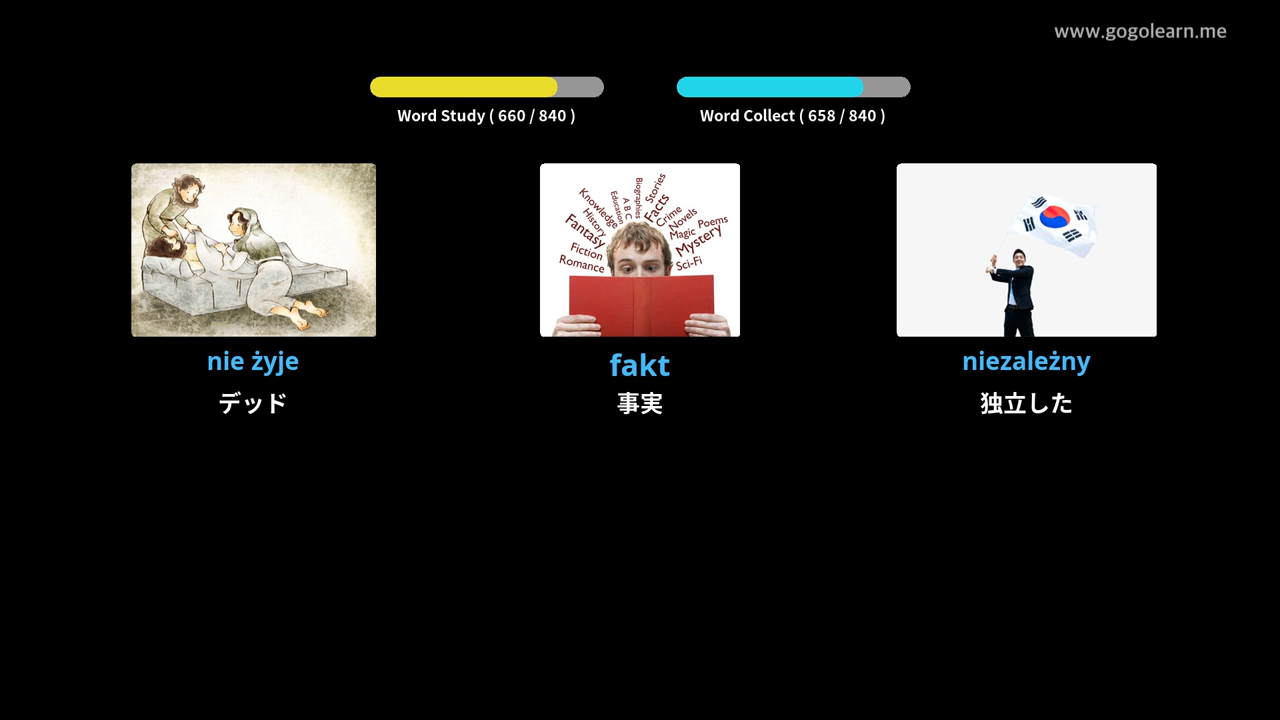 www.gogolearn.me
Word Study ( 660 / 840 )
Word Collect ( 658 / 840 )
Stories
Biographies
Facts
A B C
Education
Knowledge
Crime
History
Novels
Poems
Fantasy
Magic
Mystery
Fiction
Romance
Sci-Fi
nie żyje
fakt
niezależny
デッド
事実
独立した